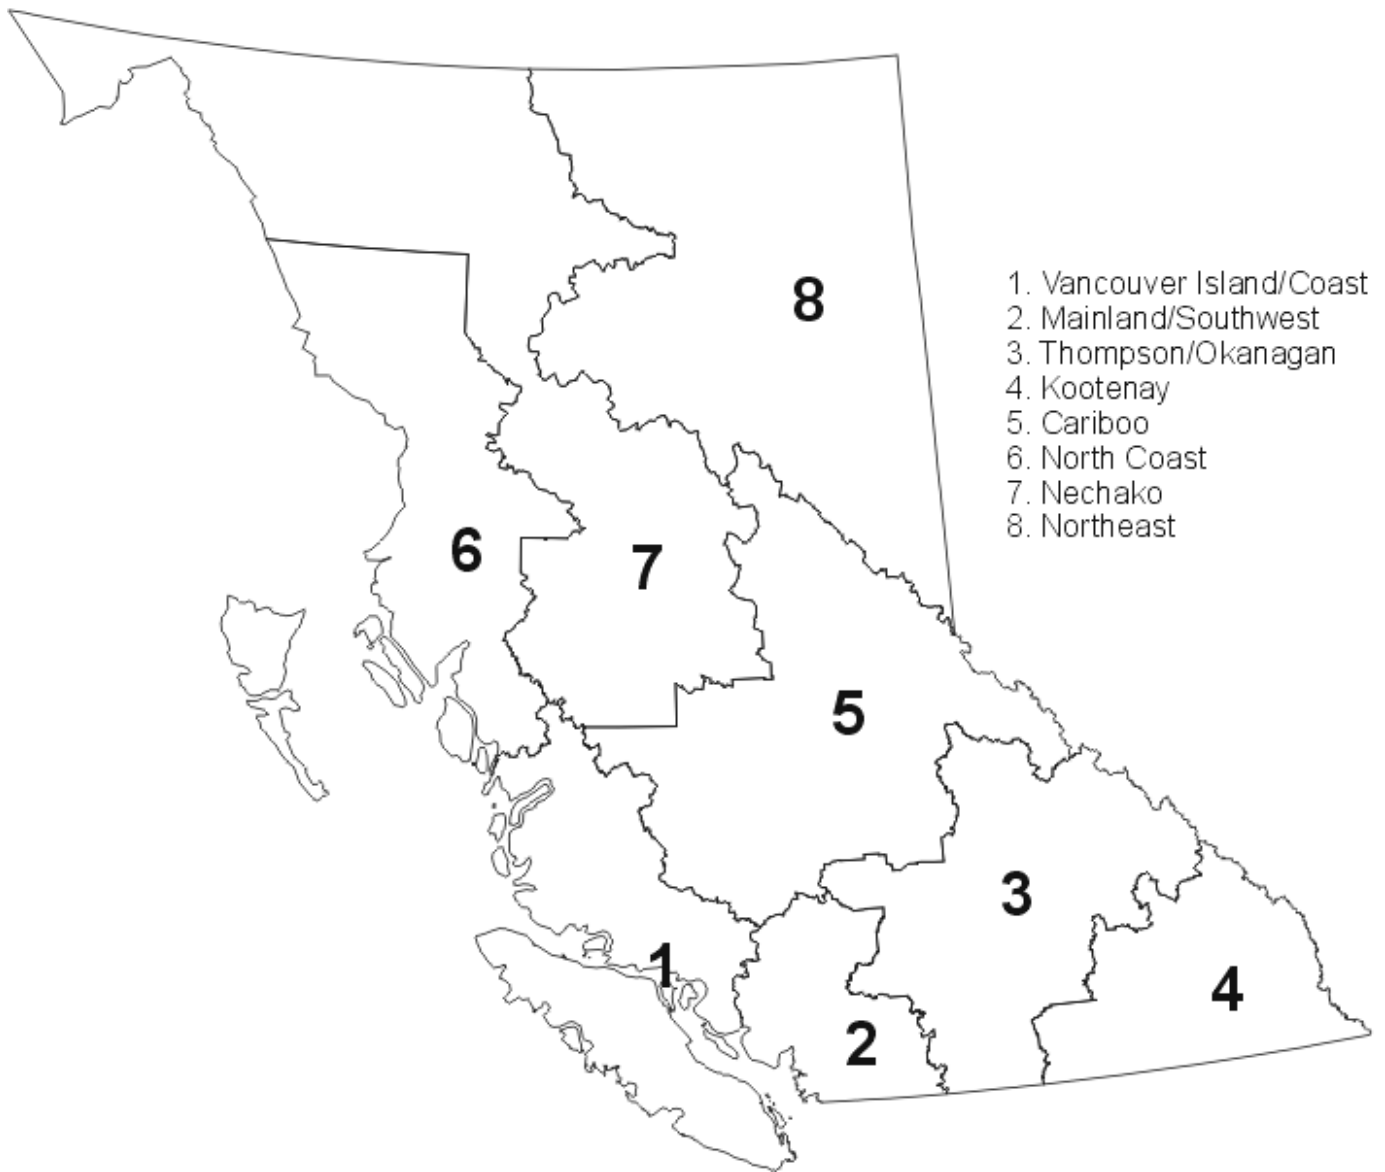 8
1. Vancouver Island/Coast
2. Mainland/Southwest
3. Thompson/Okanagan
4. Kootenay
5. Cariboo
6. North Coast
7. Nechako
8. Northeast
6
7
5
3
1
4
2